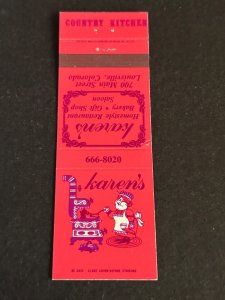 COUNTRY KITCHEN
700 Main Street
Louisville, Colorado
karen's
Homestyle Restaurant
Bakery * Gift Shop
Saloon
666-8020
karen's